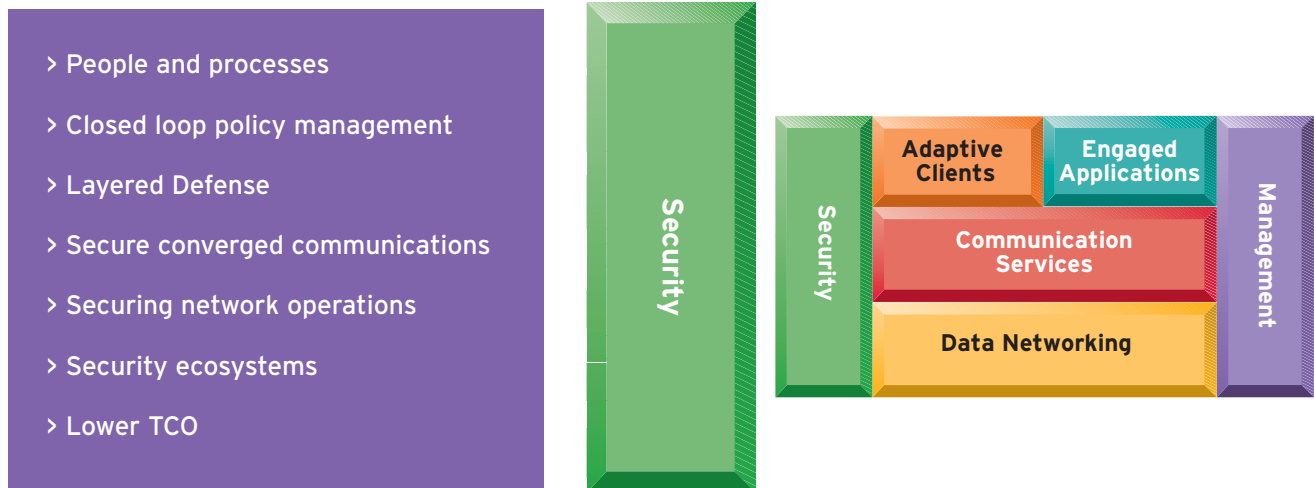 > People and processes
> Closed loop policy management
> Layered Defense
> Secure converged communications
> Securing network operations
> Security ecosystems
> Lower TCO
Security
Security
Adaptive
Clients
Engaged
Applications
Communication
Services
Data Networking
Management